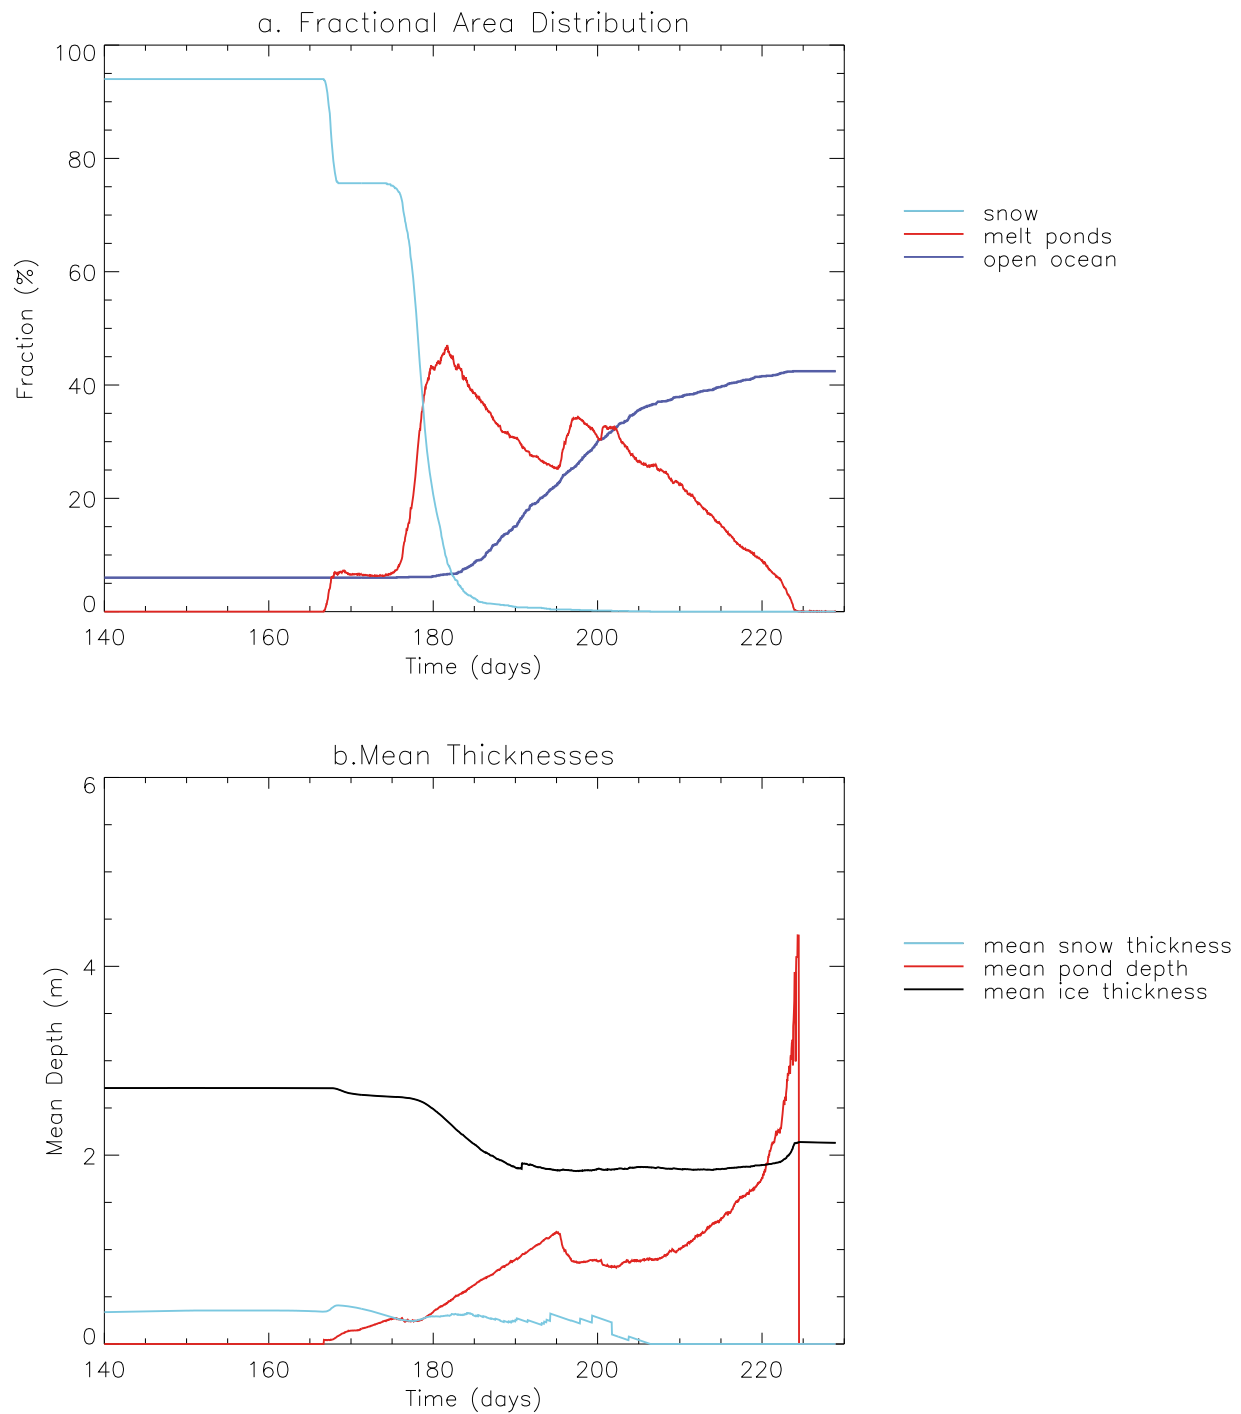 a. Fractional Area Distribution
100
80
60
40
20
0
Fraction (%)
140 160 180 200 220
Time (days)
snow
melt ponds
open ocean
b.Mean Thicknesses
6
4
2
0
Mean Depth (m)
140 160 180 200 220
Time (days)
mean snow thickness
mean pond depth
mean ice thickness